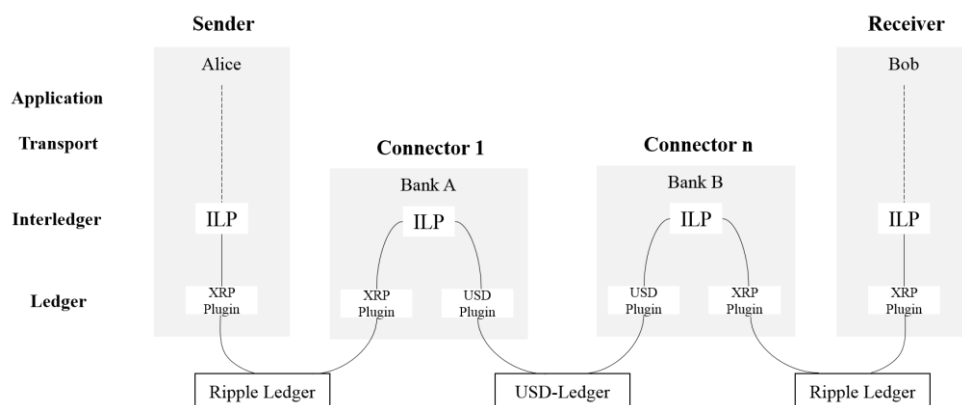 Sender
Receiver
Alice
Bob
Application
Transport
Connector 1
Connector n
Bank A
Bank B
Interledger
ILP
ILP
ILP
ILP
Ledger
XRP
Plugin
XRP
Plugin
USD
Plugin
USD
Plugin
XRP
Plugin
XRP
Plugin
Ripple Ledger
USD-Ledger
Ripple Ledger